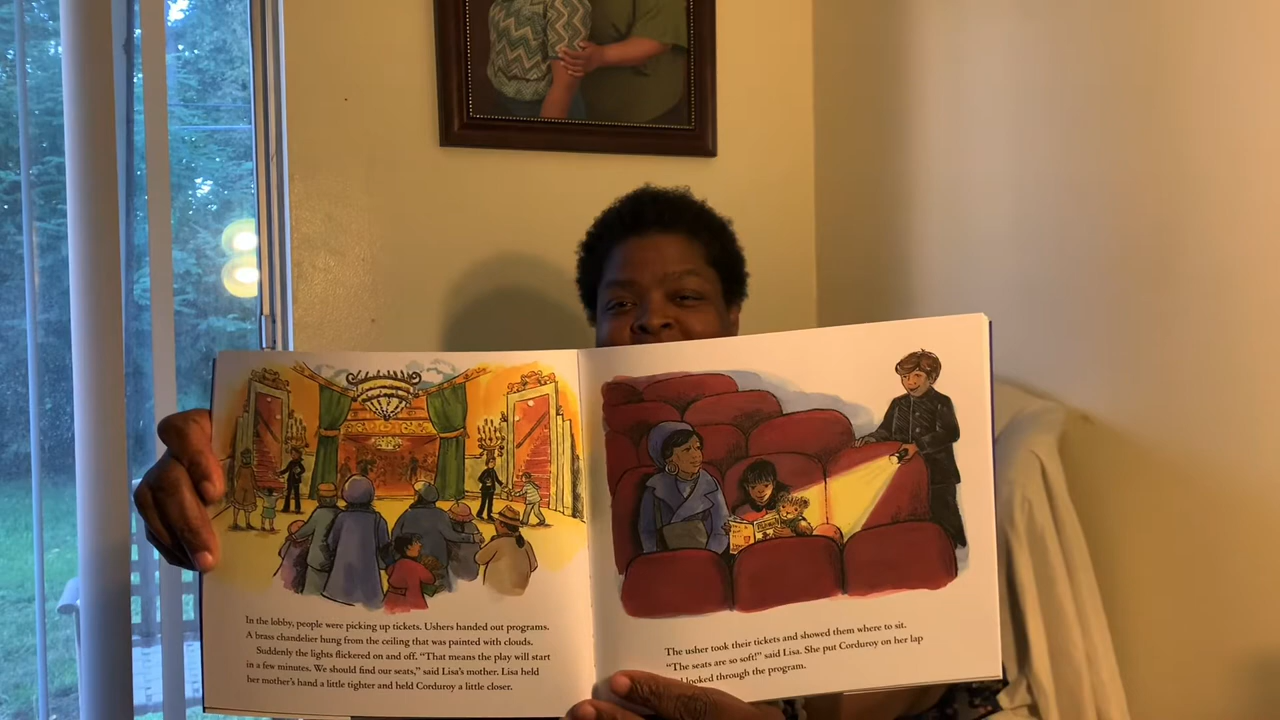 In the lobby, people were picking up tickets. Ushers handed out programs.
A brass chandelier hung from the ceiling that was painted with clouds.
Suddenly the lights flickered on and off. “That means the play will start
in a few minutes. We should find our seats,” said Lisa’s mother. Lisa held
her mother’s hand a little tighter and held Corduroy a little closer.
The usher took their tickets and showed them where to sit.
“The seats are so soft!” said Lisa. She put Corduroy on her lap
looked through the program.